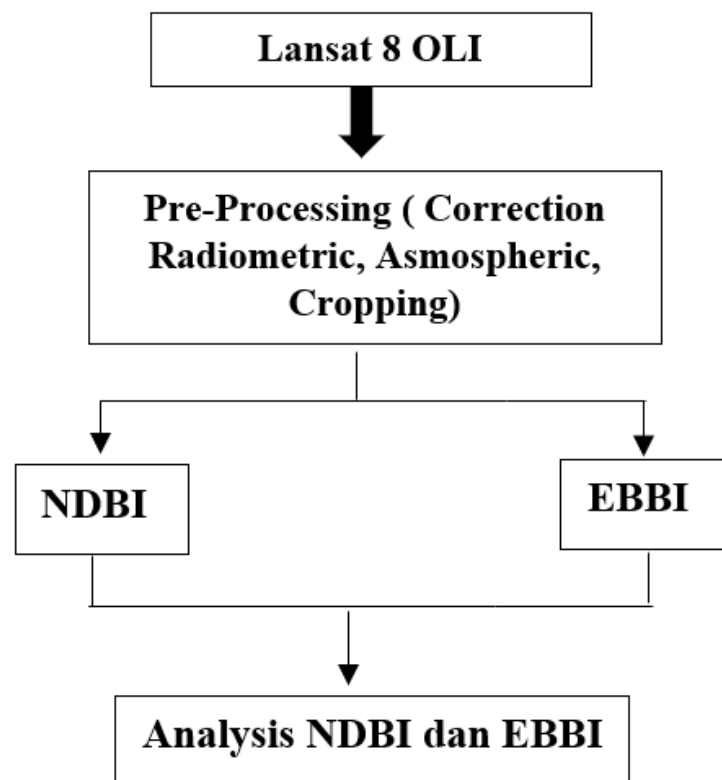 Lansat 8 OLI
Pre-Processing ( Correction
Radiometric, Asmospheric,
Cropping)
NDBI
EBBI
Analysis NDBI dan EBBI